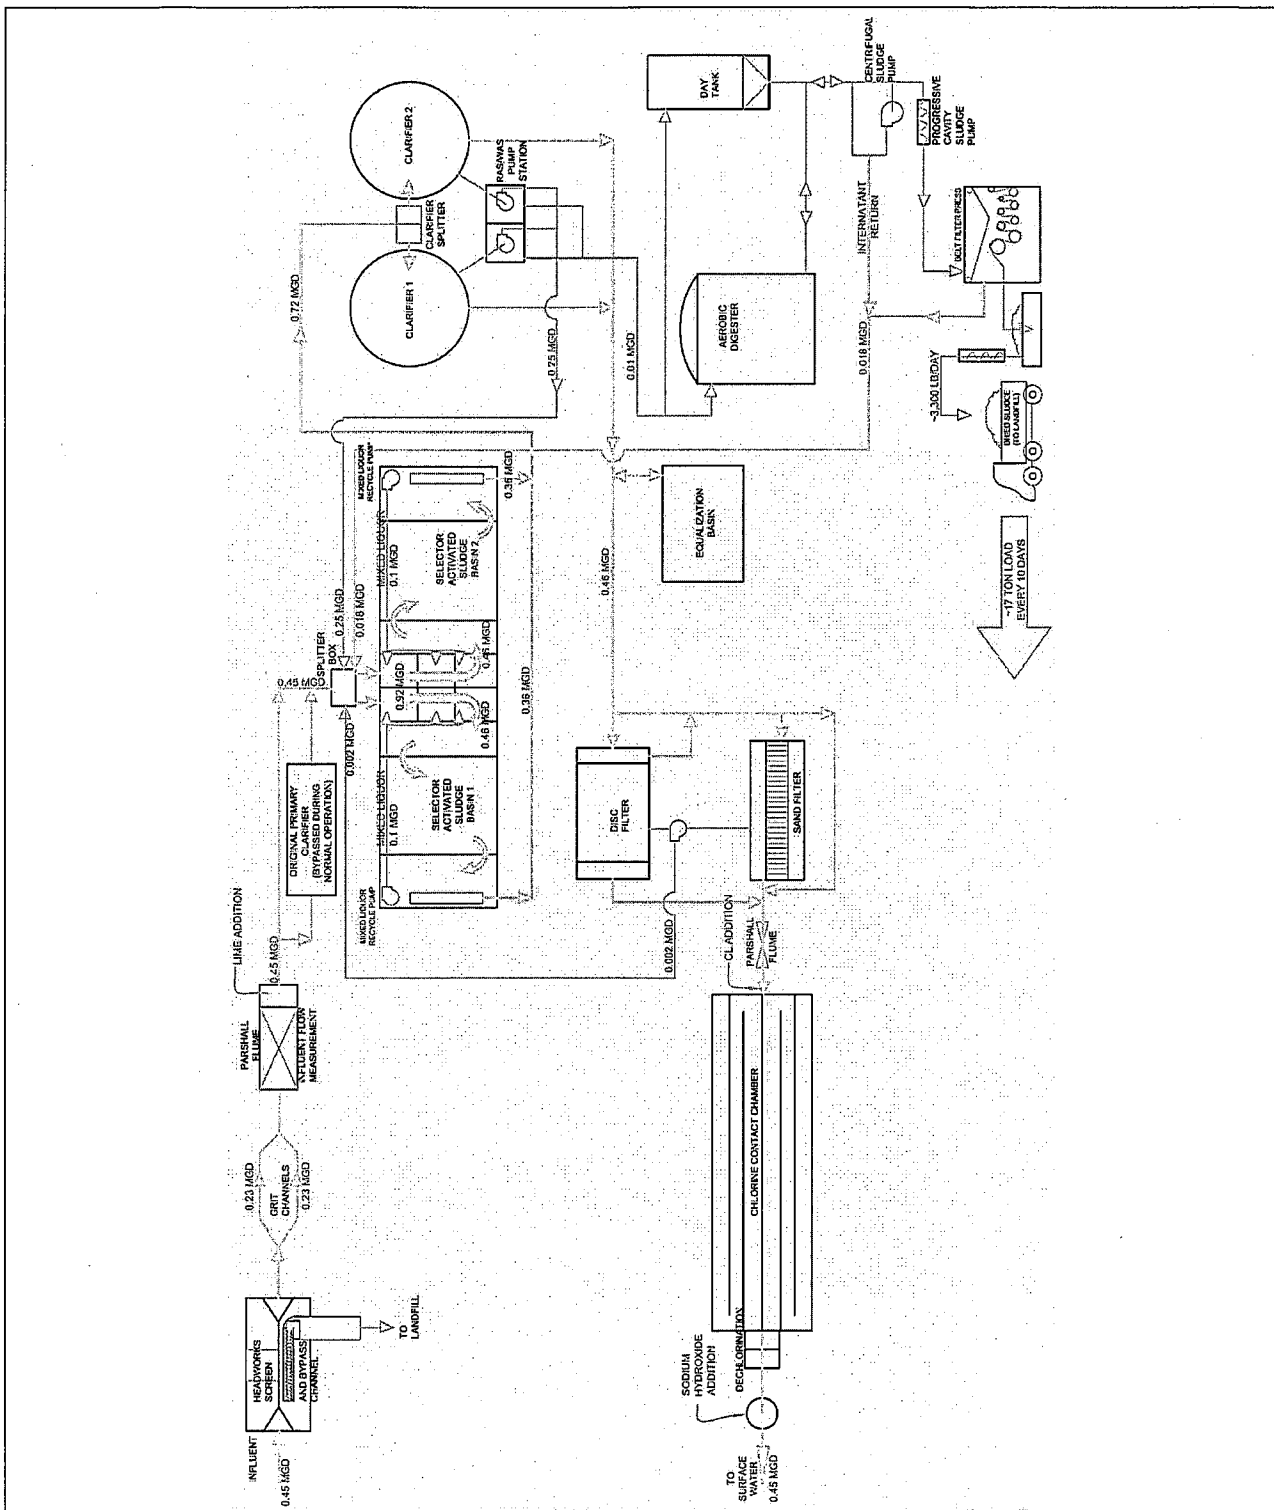 INFLUENT
0.45 MGD
HEADWORKS
SCREEN
AND BYPASS
CHANNEL
TO
LANDFILL
0.23 MGD
GRIT
CHANNELS
0.23 MGD
PARSHALL
FLUME
INFLUENT FLOW
MEASUREMENT
LIME ADDITION
0.45 MGD
ORIGINAL PRIMARY
CLARIFIER
(BYPASSED DURING
NORMAL OPERATION)
0.45 MGD
SPLITTER
BOX
0.002 MGD
0.25 MGD
0.018 MGD
MIXED LIQUOR
RECYCLE PUMP
MIXED LIQUOR
0.1 MGD
SELECTOR
ACTIVATED
SLUDGE
BASIN 1
0.92 MGD
0.46 MGD
0.46 MGD
MIXED LIQUOR
0.1 MGD
SELECTOR
ACTIVATED
SLUDGE
BASIN 2
MIXED LIQUOR
RECYCLE PUMP
0.36 MGD
0.36 MGD
0.72 MGD
CLARIFIER 1
CLARIFIER
SPLITTER
CLARIFIER 2
RAS/WAS
PUMP
STATION
0.25 MGD
0.01 MGD
DAY
TANK
AEROBIC
DIGESTER
CENTRIFUGAL
SLUDGE
PUMP
PROGRESSIVE
CAVITY
SLUDGE
PUMP
INTERNATANT
RETURN
0.018 MGD
BELT FILTER PRESS
~3,300 LB/DAY
DRIED SLUDGE
(TO LANDFILL)
~17 TON LOAD
EVERY 10 DAYS
EQUALIZATION
BASIN
0.46 MGD
DISC
FILTER
SAND FILTER
0.002 MGD
CL ADDITION
PARSHALL
FLUME
CHLORINE CONTACT CHAMBER
DECHLORINATION
SODIUM
HYDROXIDE
ADDITION
TO
SURFACE
WATER
0.45 MGD